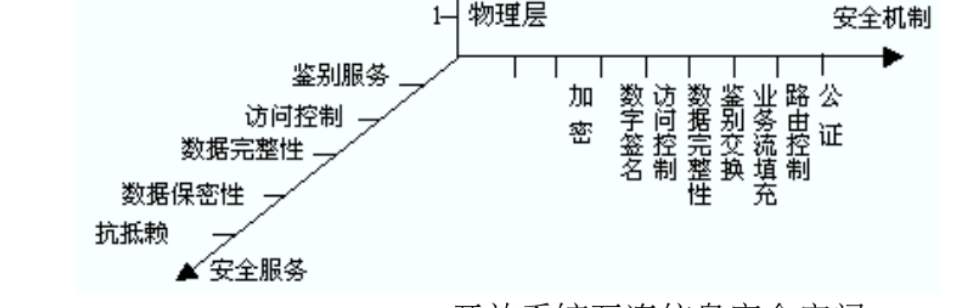 1 物理层
安全机制
鉴别服务
访问控制
数据完整性
数据保密性
抗抵赖
安全服务
加密
数字签名
访问控制
数据完整性
鉴别交换
业务流填充
路由控制
公证